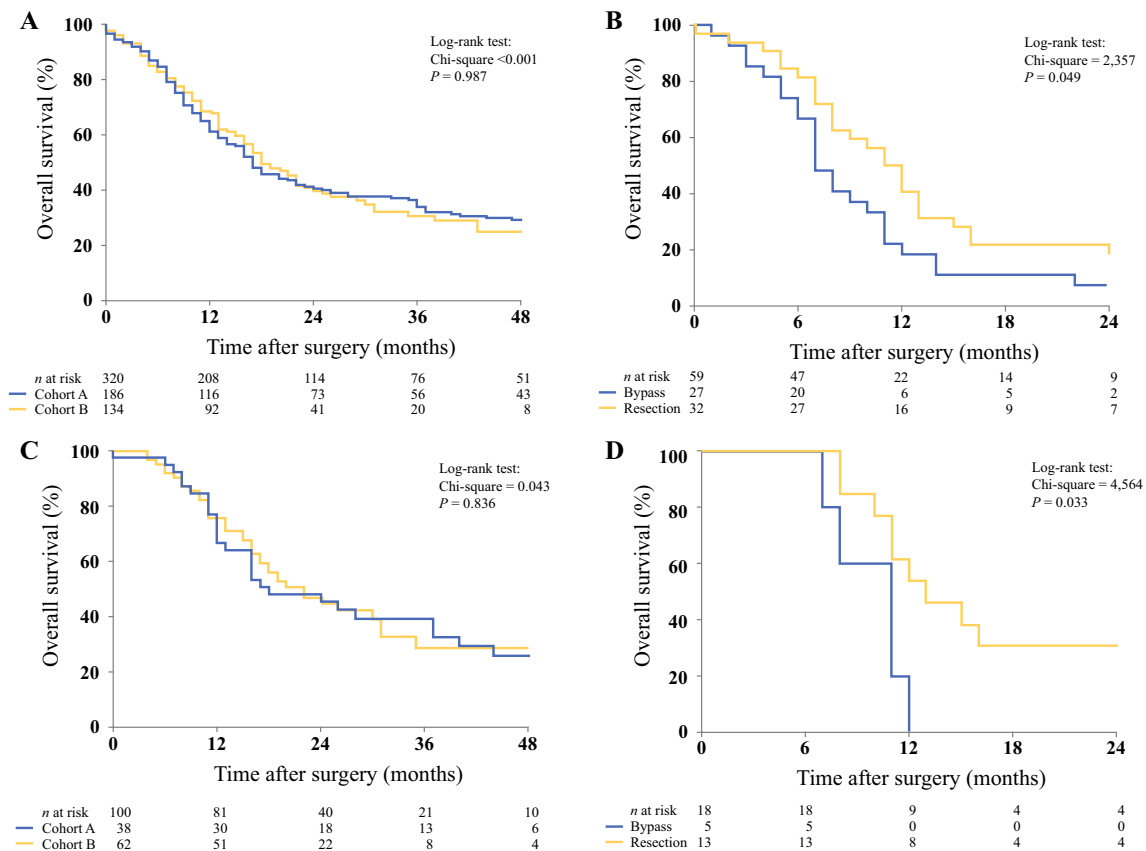 A
100
80
60
40
20
0
Overall survival (%)
Log-rank test:
Chi-square <0.001
P = 0.987
0 12 24 36 48
Time after surgery (months)
n at risk 320 208 114 76 51
Cohort A 186 116 73 56 43
Cohort B 134 92 41 20 8
B
100
80
60
40
20
0
Overall survival (%)
Log-rank test:
Chi-square = 2,357
P = 0.049
0 6 12 18 24
Time after surgery (months)
n at risk 59 47 22 14 9
Bypass 27 20 6 5 2
Resection 32 27 16 9 7
C
100
80
60
40
20
0
Overall survival (%)
Log-rank test:
Chi-square = 0.043
P = 0.836
0 12 24 36 48
Time after surgery (months)
n at risk 100 81 40 21 10
Cohort A 38 30 18 13 6
Cohort B 62 51 22 8 4
D
100
80
60
40
20
0
Overall survival (%)
Log-rank test:
Chi-square = 4,564
P = 0.033
0 6 12 18 24
Time after surgery (months)
n at risk 18 18 9 4 4
Bypass 5 5 0 0 0
Resection 13 13 8 4 4